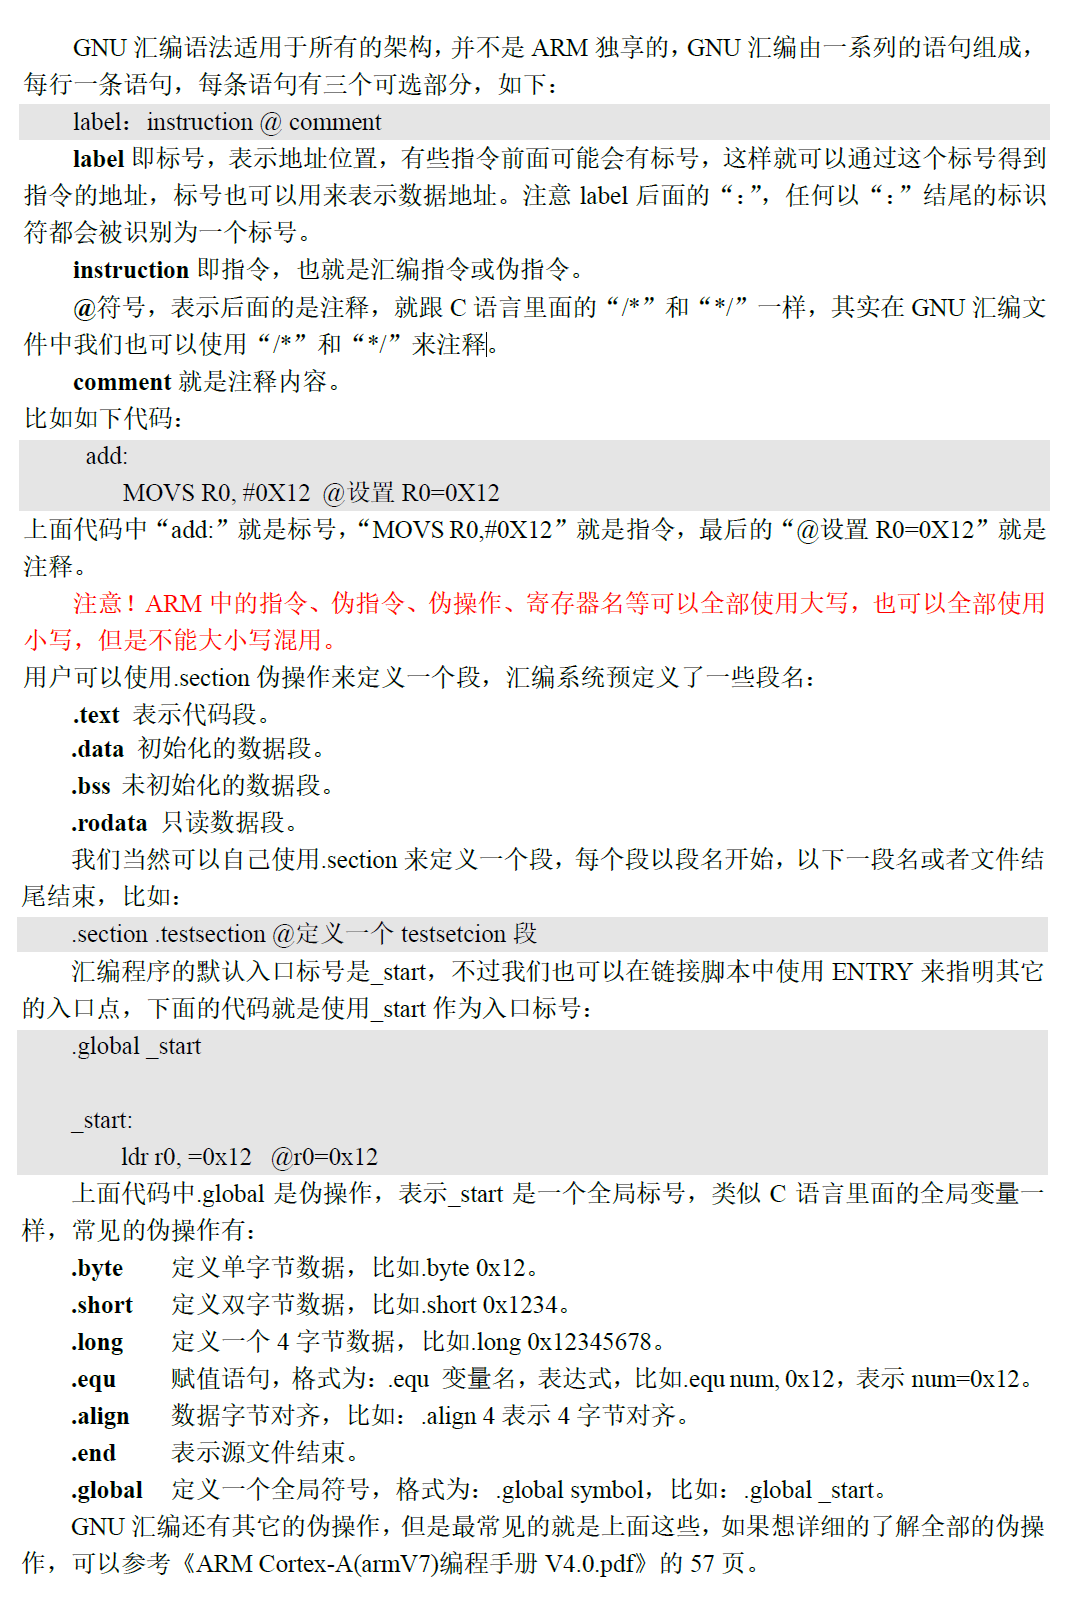 GNU 汇编语法适用于所有的架构，并不是 ARM 独享的，GNU 汇编由一系列的语句组成，
每行一条语句，每条语句有三个可选部分，如下：
label：instruction @ comment
label 即标号，表示地址位置，有些指令前面可能会有标号，这样就可以通过这个标号得到
指令的地址，标号也可以用来表示数据地址。注意 label 后面的“：”，任何以“：”结尾的标识
符都会被识别为一个标号。
instruction 即指令，也就是汇编指令或伪指令。
@符号，表示后面的是注释，就跟 C 语言里面的“/*”和“*/”一样，其实在 GNU 汇编文
件中我们也可以使用“/*”和“*/”来注释。
comment 就是注释内容。
比如如下代码：
add:
MOVS R0, #0X12 @设置 R0=0X12
上面代码中“add:”就是标号，“MOVS R0,#0X12”就是指令，最后的“@设置 R0=0X12”就是
注释。
注意！ARM 中的指令、伪指令、伪操作、寄存器名等可以全部使用大写，也可以全部使用
小写，但是不能大小写混用。
用户可以使用.section 伪操作来定义一个段，汇编系统预定义了一些段名：
.text 表示代码段。
.data 初始化的数据段。
.bss 未初始化的数据段。
.rodata 只读数据段。
我们当然可以自己使用.section 来定义一个段，每个段以段名开始，以下一段名或者文件结
尾结束，比如：
.section .testsection @定义一个 testsetcion 段
汇编程序的默认入口标号是_start，不过我们也可以在链接脚本中使用 ENTRY 来指明其它
的入口点，下面的代码就是使用_start 作为入口标号：
.global _start
_start:
ldr r0, =0x12 @r0=0x12
上面代码中.global 是伪操作，表示_start 是一个全局标号，类似 C 语言里面的全局变量一
样，常见的伪操作有：
.byte 定义单字节数据，比如.byte 0x12。
.short 定义双字节数据，比如.short 0x1234。
.long 定义一个 4 字节数据，比如.long 0x12345678。
.equ 赋值语句，格式为：.equ 变量名，表达式，比如.equ num, 0x12，表示 num=0x12。
.align 数据字节对齐，比如：.align 4 表示 4 字节对齐。
.end 表示源文件结束。
.global 定义一个全局符号，格式为：.global symbol，比如：.global _start。
GNU 汇编还有其它的伪操作，但是最常见的就是上面这些，如果想详细的了解全部的伪操
作，可以参考《ARM Cortex-A(armV7)编程手册 V4.0.pdf》的 57 页。